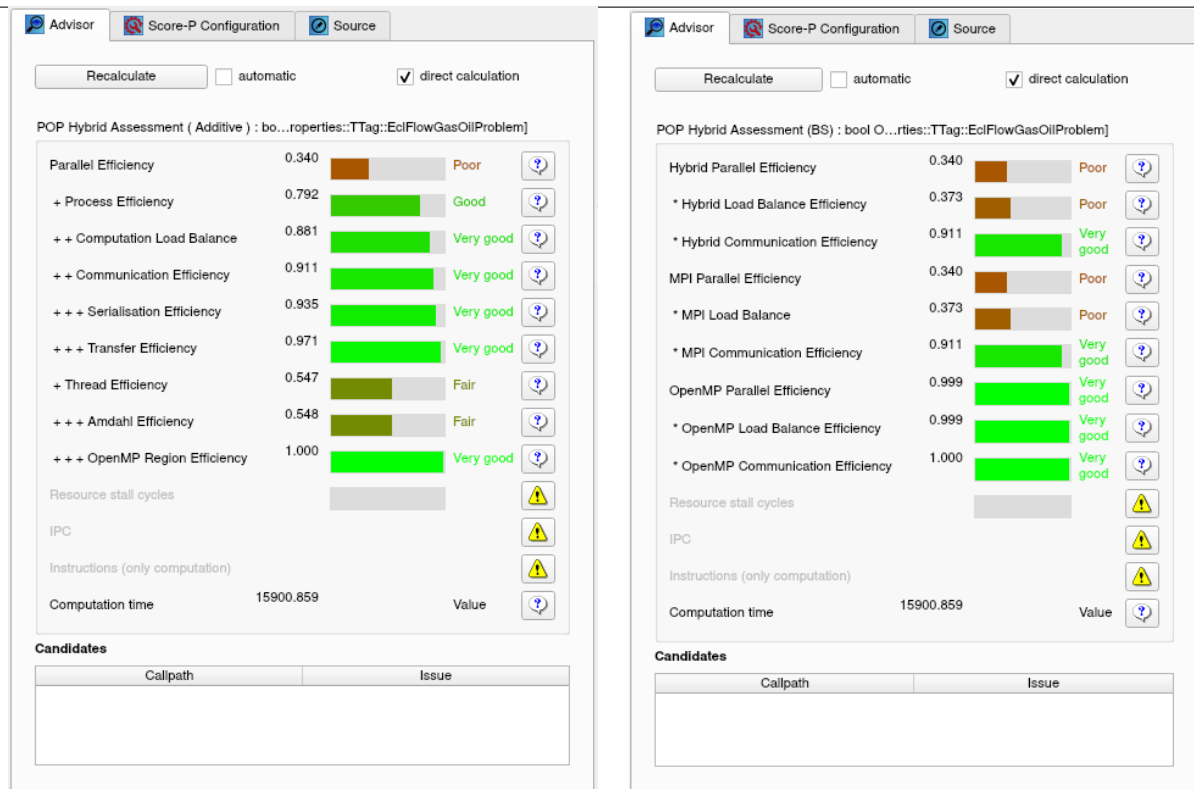 Advisor Score-P Configuration Source
Recalculate automatic direct calculation
POP Hybrid Assessment ( Additive ) : bo...roperties::TTag::EclFlowGasOilProblem]
Parallel Efficiency 0.340 Poor
+ Process Efficiency 0.792 Good
+ + Computation Load Balance 0.881 Very good
+ + Communication Efficiency 0.911 Very good
+ + + Serialisation Efficiency 0.935 Very good
+ + + Transfer Efficiency 0.971 Very good
+ Thread Efficiency 0.547 Fair
+ + + Amdahl Efficiency 0.548 Fair
+ + + OpenMP Region Efficiency 1.000 Very good
Resource stall cycles
IPC
Instructions (only computation)
Computation time 15900.859 Value
Candidates
Callpath Issue
Advisor Score-P Configuration Source
Recalculate automatic direct calculation
POP Hybrid Assessment (BS) : bool O...rties::TTag::EclFlowGasOilProblem]
Hybrid Parallel Efficiency 0.340 Poor
* Hybrid Load Balance Efficiency 0.373 Poor
* Hybrid Communication Efficiency 0.911 Very good
MPI Parallel Efficiency 0.340 Poor
* MPI Load Balance 0.373 Poor
* MPI Communication Efficiency 0.911 Very good
OpenMP Parallel Efficiency 0.999 Very good
* OpenMP Load Balance Efficiency 0.999 Very good
* OpenMP Communication Efficiency 1.000 Very good
Resource stall cycles
IPC
Instructions (only computation)
Computation time 15900.859 Value
Candidates
Callpath Issue